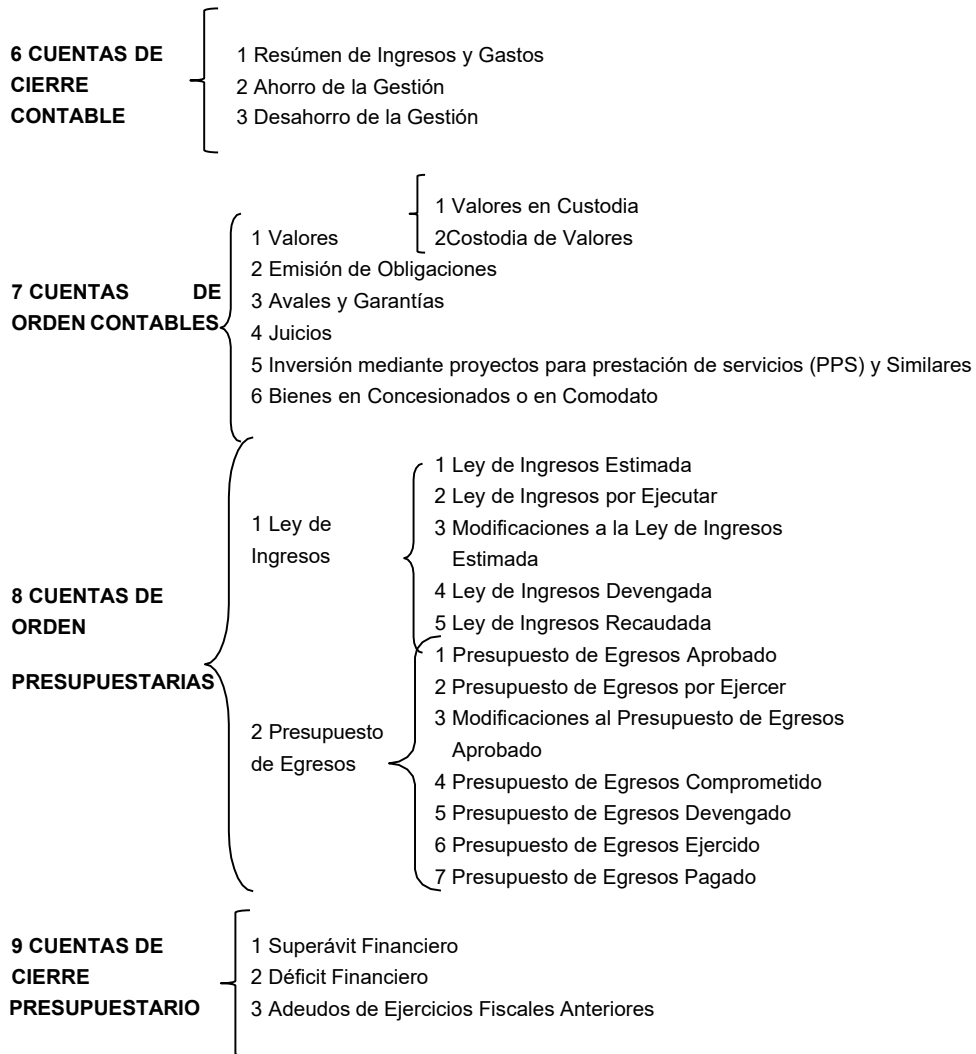 6 CUENTAS DE
CIERRE
CONTABLE
1 Resúmen de Ingresos y Gastos
2 Ahorro de la Gestión
3 Desahorro de la Gestión
7 CUENTAS DE
ORDEN CONTABLES
1 Valores
1 Valores en Custodia
2Costodia de Valores
2 Emisión de Obligaciones
3 Avales y Garantías
4 Juicios
5 Inversión mediante proyectos para prestación de servicios (PPS) y Similares
6 Bienes en Concesionados o en Comodato
8 CUENTAS DE
ORDEN
PRESUPUESTARIAS
1 Ley de
Ingresos
1 Ley de Ingresos Estimada
2 Ley de Ingresos por Ejecutar
3 Modificaciones a la Ley de Ingresos
Estimada
4 Ley de Ingresos Devengada
5 Ley de Ingresos Recaudada
2 Presupuesto
de Egresos
1 Presupuesto de Egresos Aprobado
2 Presupuesto de Egresos por Ejercer
3 Modificaciones al Presupuesto de Egresos
Aprobado
4 Presupuesto de Egresos Comprometido
5 Presupuesto de Egresos Devengado
6 Presupuesto de Egresos Ejercido
7 Presupuesto de Egresos Pagado
9 CUENTAS DE
CIERRE
PRESUPUESTARIO
1 Superávit Financiero
2 Déficit Financiero
3 Adeudos de Ejercicios Fiscales Anteriores